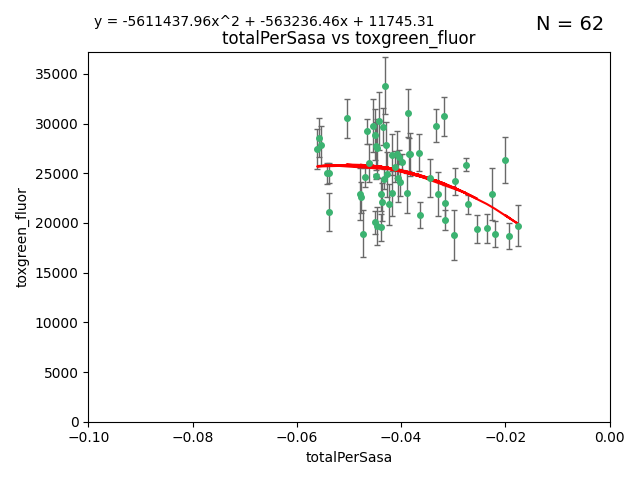 y = -5611437.96x^2 + -563236.46x + 11745.31
N = 62
totalPerSasa vs toxgreen_fluor
35000
30000
25000
20000
15000
10000
5000
0
toxgreen_fluor
−0.10 −0.08 −0.06 −0.04 −0.02 0.00
totalPerSasa